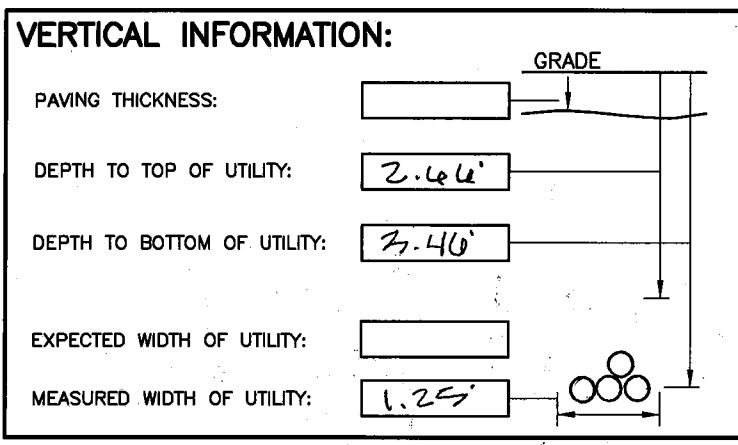 VERTICAL INFORMATION:
GRADE
PAVING THICKNESS:
DEPTH TO TOP OF UTILITY: 2.66'
DEPTH TO BOTTOM OF UTILITY: 3.46'
EXPECTED WIDTH OF UTILITY:
MEASURED WIDTH OF UTILITY: 1.25'